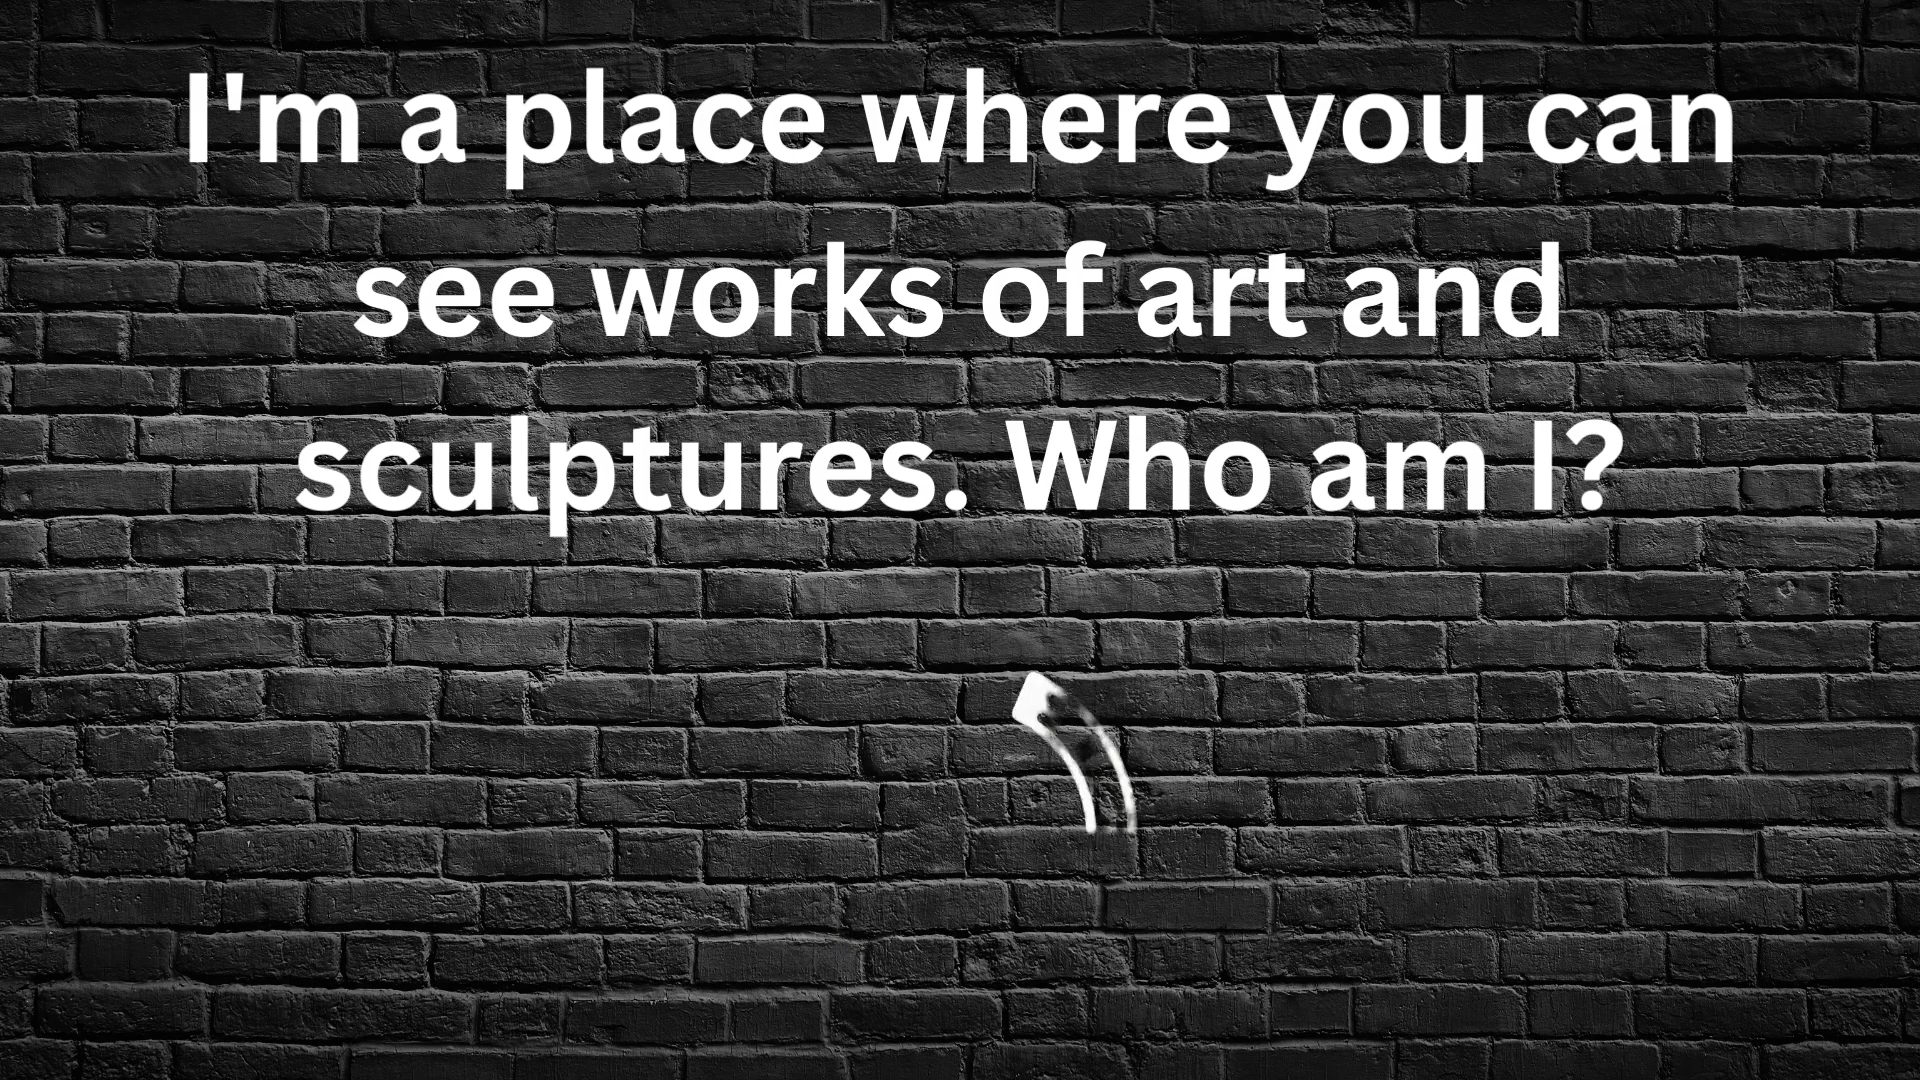 I'm a place where you can
see works of art and
sculptures. Who am I?